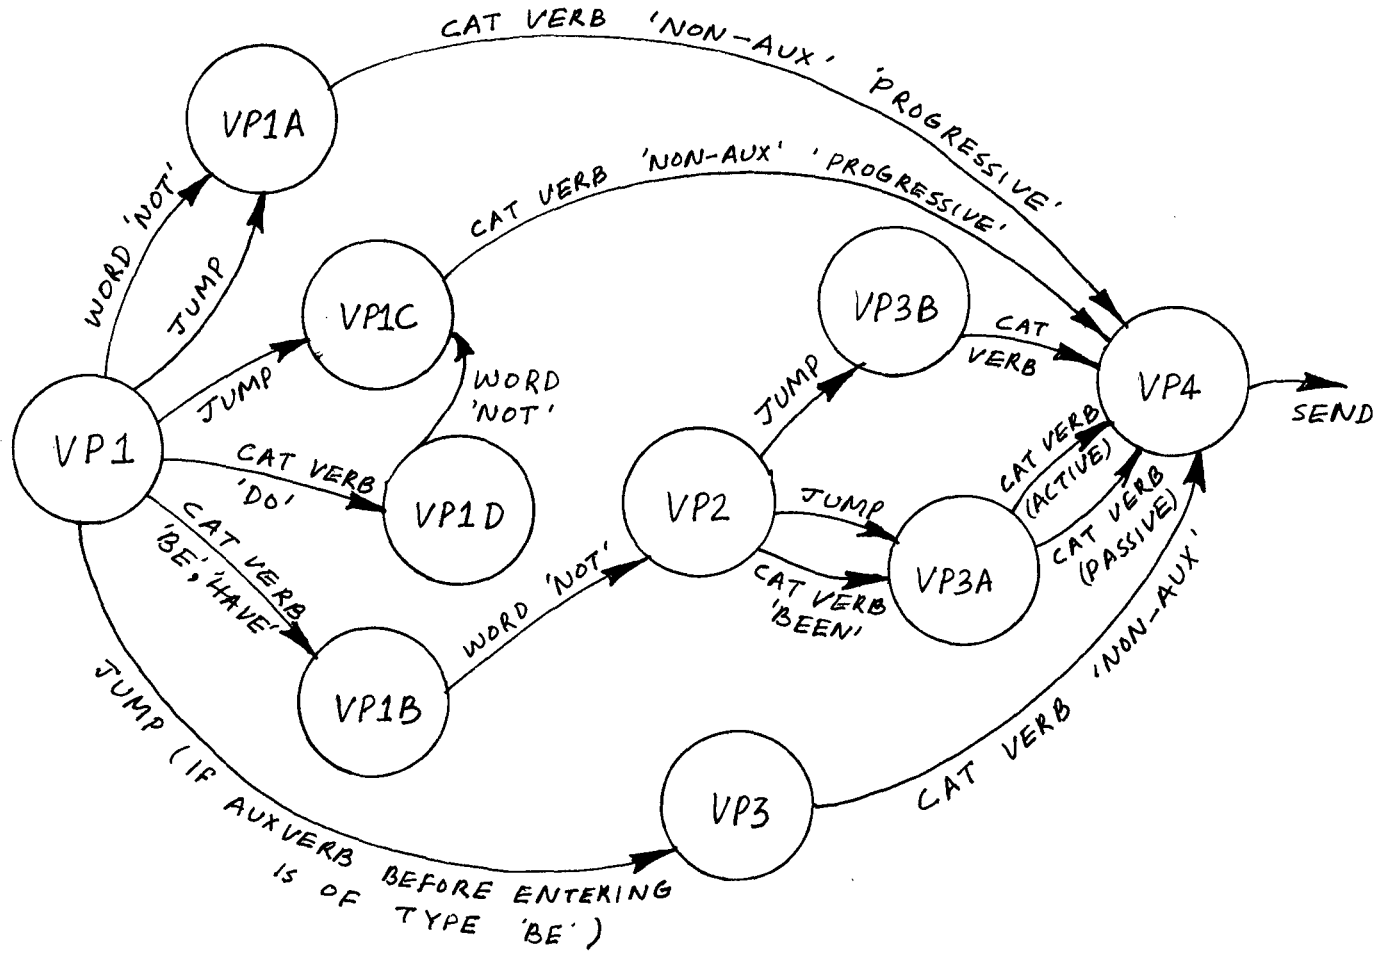 CAT VERB 'NON-AUX' 'PROGRESSIVE'
VP1A
WORD 'NOT'
JUMP
CAT VERB 'NON-AUX' 'PROGRESSIVE'
VP1C
JUMP
WORD
'NOT'
VP3B
CAT
VERB
JUMP
VP4
SEND
VP1
CAT VERB
'DO'
VP1D
CAT VERB
'BE', 'HAVE'
VP2
JUMP
CAT VERB
'BEEN'
VP3A
CAT VERB
(ACTIVE)
CAT VERB
(PASSIVE)
WORD 'NOT'
VP1B
VP3
CAT VERB 'NON-AUX'
JUMP (IF AUXVERB BEFORE ENTERING
IS OF TYPE 'BE')